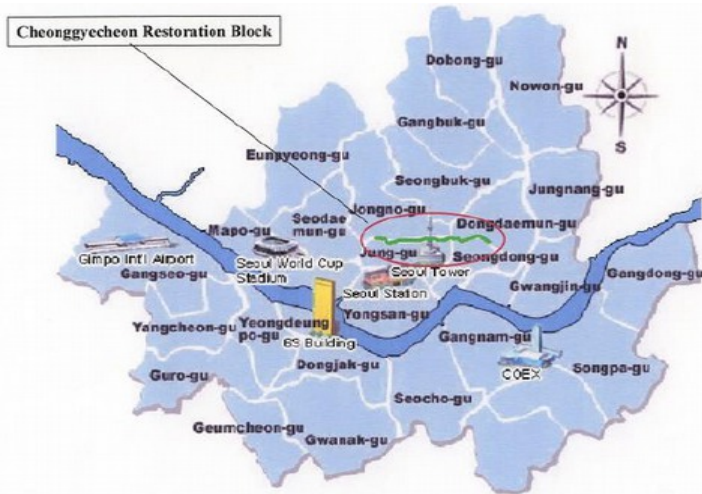 Cheonggyecheon Restoration Block
N
S
Dobong-gu
Nowon-gu
Gangbuk-gu
Eunpyeong-gu
Seongbuk-gu
Jungnang-gu
Jongno-gu
Seodae
mun-gu
Mapo-gu
Dongdaemun-gu
Gimpo Int'l Airport
Gangseo-gu
Seoul World Cup
Stadium
Jung-gu
Seoul Tower
Seongdong-gu
Seoul Station
Gangdong-gu
Gwangjin-gu
Yongsan-gu
Yangcheon-gu
Yeongdeung
po-gu
63 Building
Gangnam-gu
COEX
Songpa-gu
Guro-gu
Dongjak-gu
Seocho-gu
Geumcheon-gu
Gwanak-gu